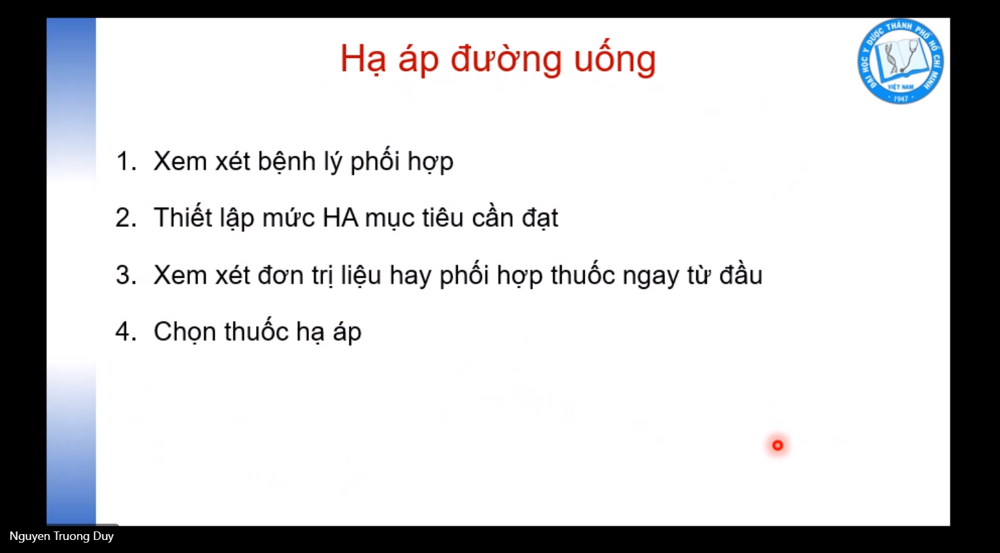 Hạ áp đường uống
ĐẠI HỌC Y DƯỢC THÀNH PHỐ HỒ CHÍ MINH
VIỆT NAM
1947
1. Xem xét bệnh lý phối hợp
2. Thiết lập mức HA mục tiêu cần đạt
3. Xem xét đơn trị liệu hay phối hợp thuốc ngay từ đầu
4. Chọn thuốc hạ áp
Nguyen Truong Duy